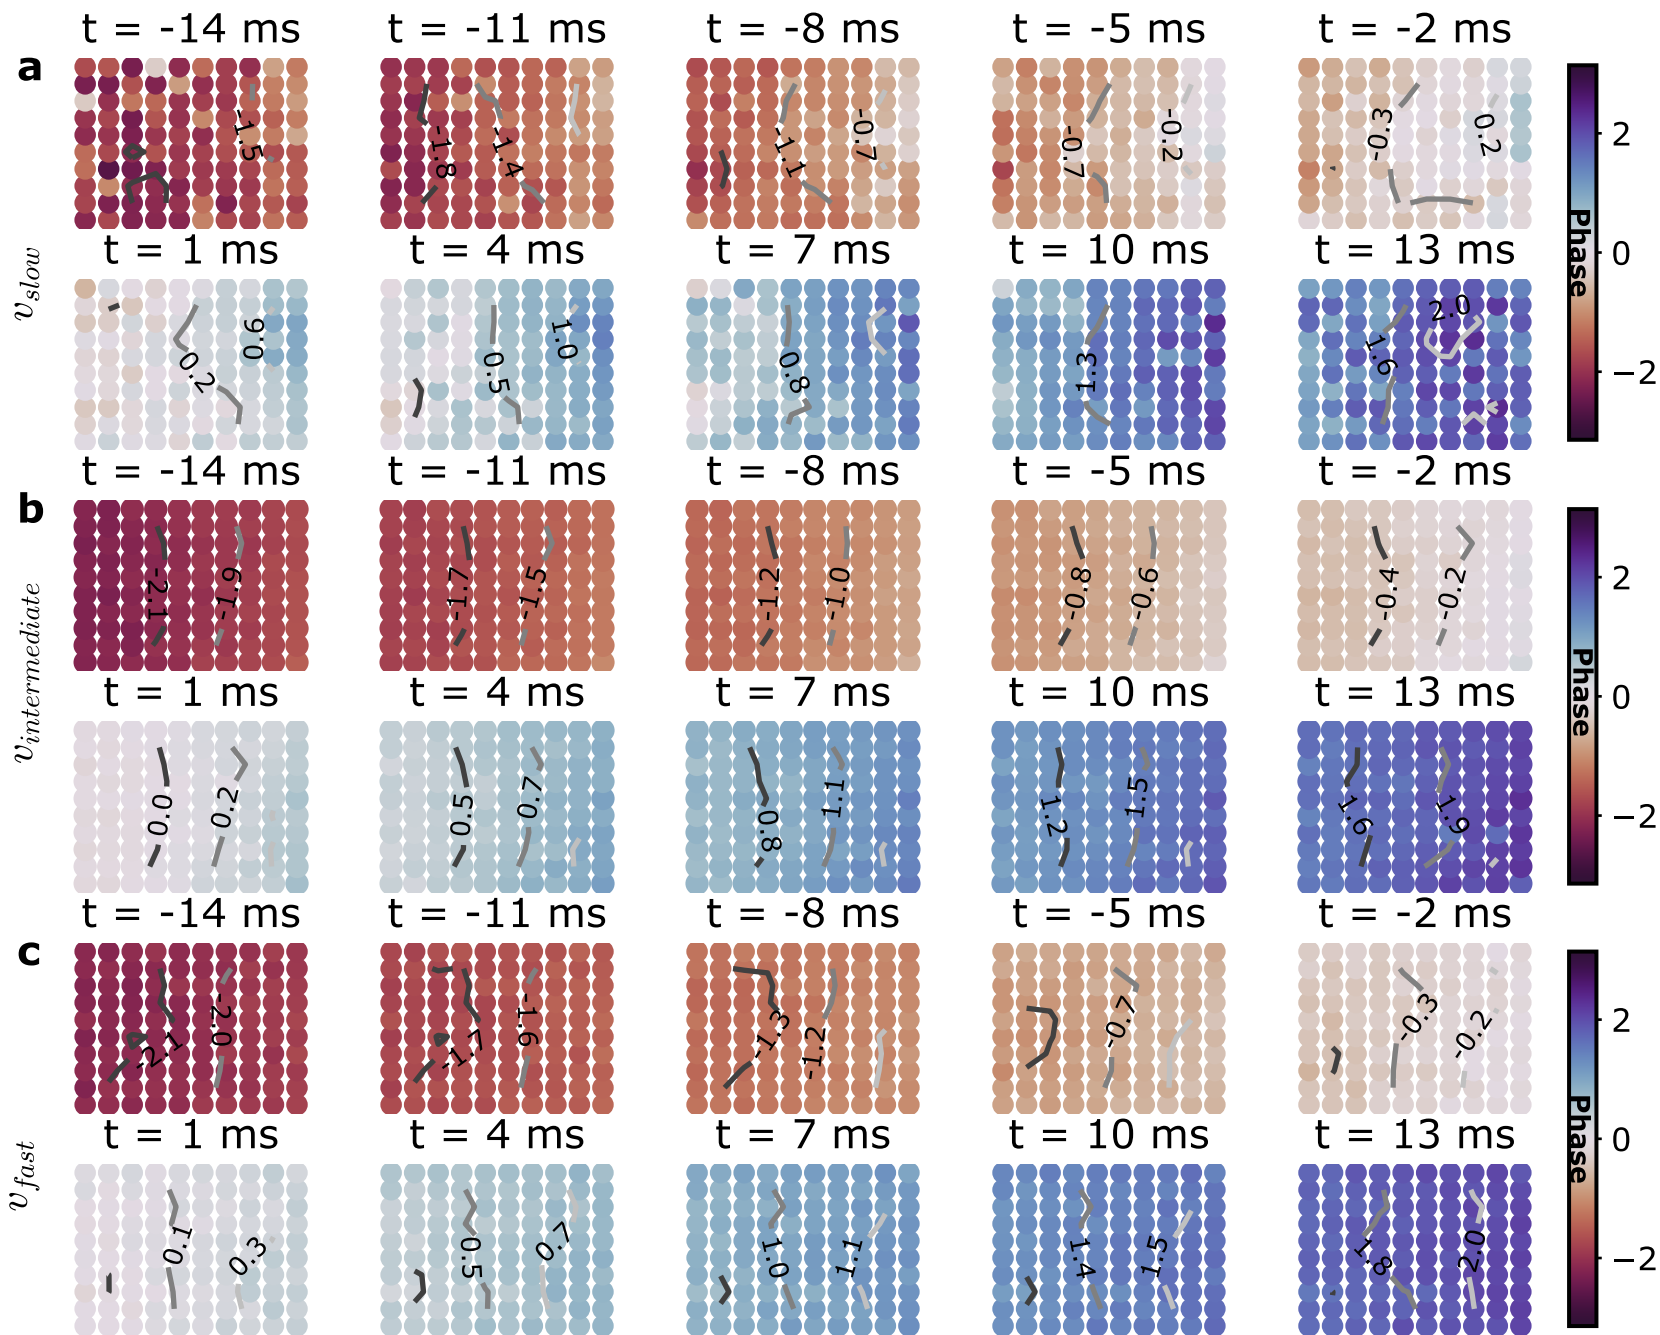 t = -14 ms t = -11 ms t = -8 ms t = -5 ms t = -2 ms
a
-1.5 -1.8 -1.4 -1.1 -0.7 -0.7 -0.2 -0.3 0.2
2
0
−2
Phase
v_slow
t = 1 ms t = 4 ms t = 7 ms t = 10 ms t = 13 ms
0.2 0.6 0.5 1.0 0.8 1.3 1.6 2.0
t = -14 ms t = -11 ms t = -8 ms t = -5 ms t = -2 ms
b
-2.1 -1.9 -1.7 -1.5 -1.2 -1.0 -0.8 -0.6 -0.4 -0.2
2
0
−2
Phase
v_intermediate
t = 1 ms t = 4 ms t = 7 ms t = 10 ms t = 13 ms
0.0 0.2 0.5 0.7 0.8 1.1 1.2 1.5 1.6 1.9
t = -14 ms t = -11 ms t = -8 ms t = -5 ms t = -2 ms
c
-2.1 -2.0 -1.7 -1.6 -1.3 -1.2 -0.7 -0.3 -0.2
2
0
−2
Phase
v_fast
t = 1 ms t = 4 ms t = 7 ms t = 10 ms t = 13 ms
0.1 0.3 0.5 0.7 1.0 1.1 1.4 1.5 1.8 2.0